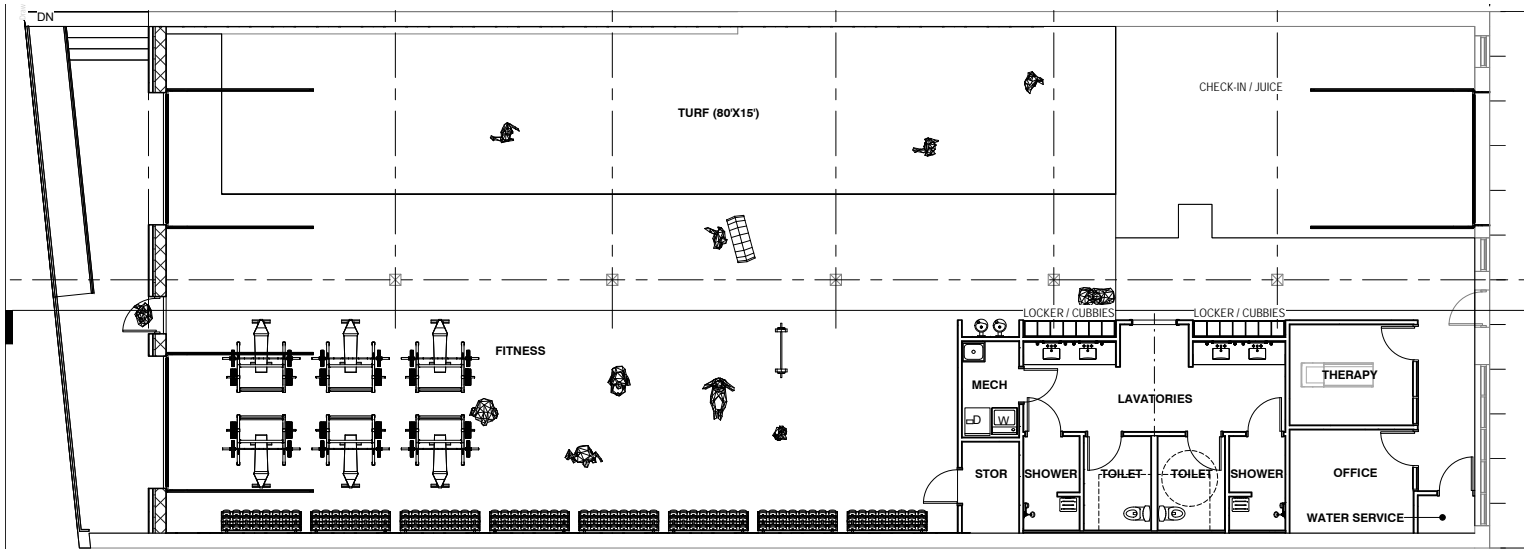 DN
CHECK-IN / JUICE
TURF (80'X15')
LOCKER / CUBBIES
LOCKER / CUBBIES
FITNESS
THERAPY
MECH
LAVATORIES
D
W
STOR
SHOWER
TOILET
TOILET
SHOWER
OFFICE
WATER SERVICE